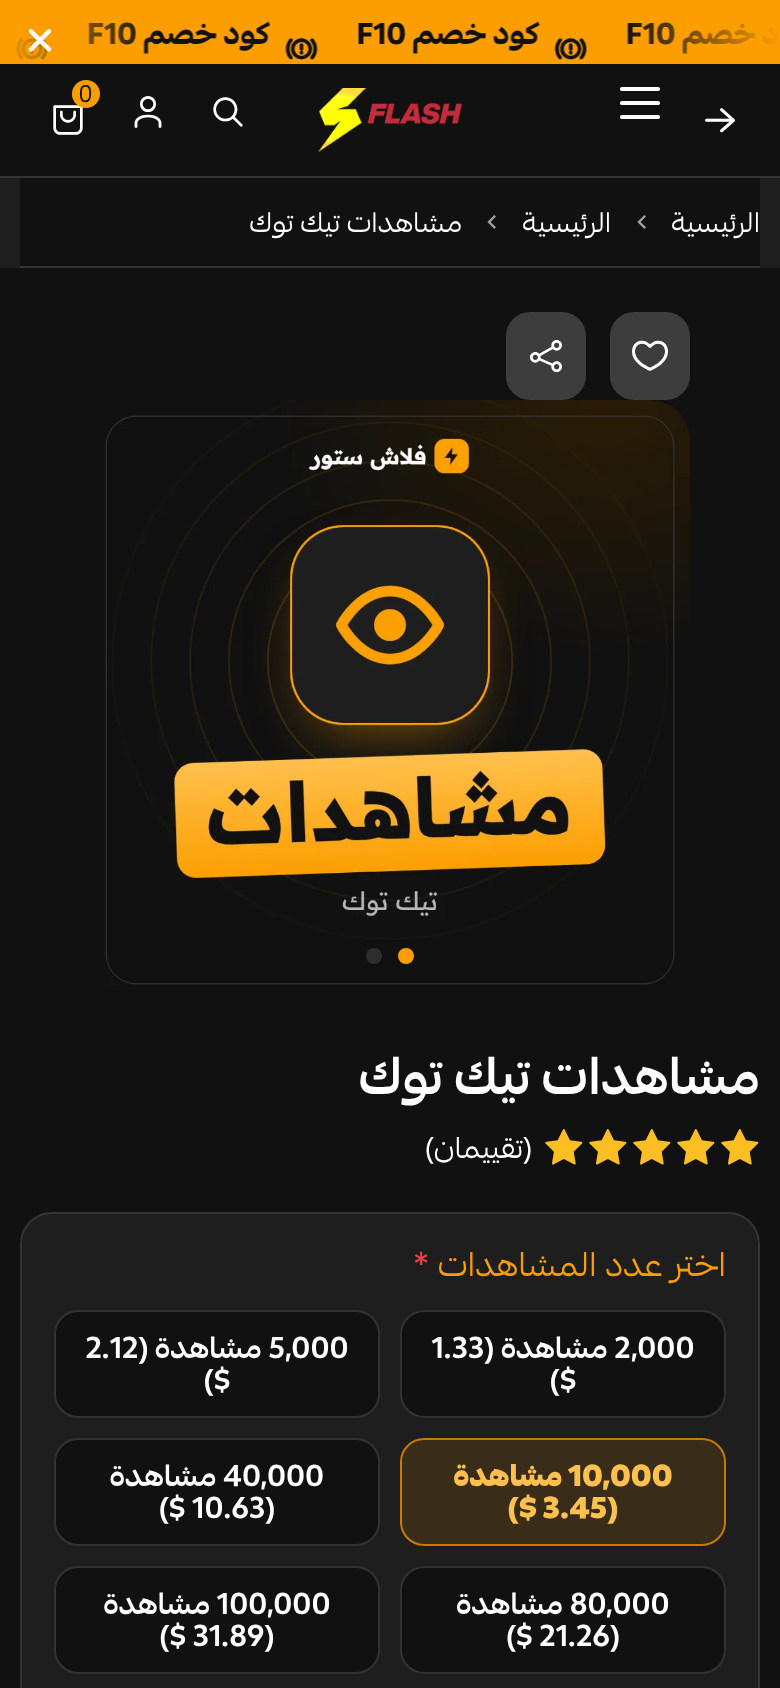 كود خصم F10
كود خصم F10
خصم F10
0
FLASH
الرئيسية
الرئيسية
مشاهدات تيك توك
فلاش ستور
مشاهدات
تيك توك
مشاهدات تيك توك
(تقييمان)
اختر عدد المشاهدات *
2,000 مشاهدة (1.33
$)
5,000 مشاهدة (2.12
$)
10,000 مشاهدة
(3.45 $)
40,000 مشاهدة
(10.63 $)
80,000 مشاهدة
(21.26 $)
100,000 مشاهدة
(31.89 $)